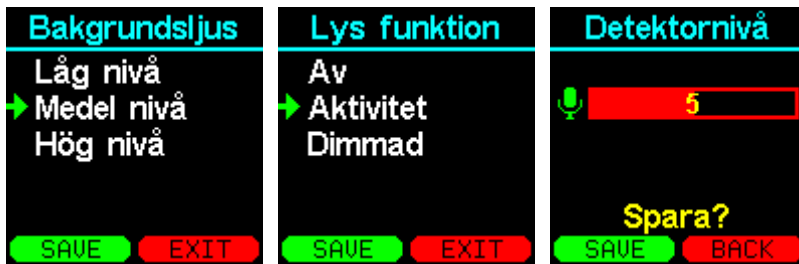 Bakgrundsljus
Låg nivå
Medel nivå
Hög nivå
SAVE EXIT
Lys funktion
Av
Aktivitet
Dimmad
SAVE EXIT
Detektornivå
5
Spara?
SAVE BACK